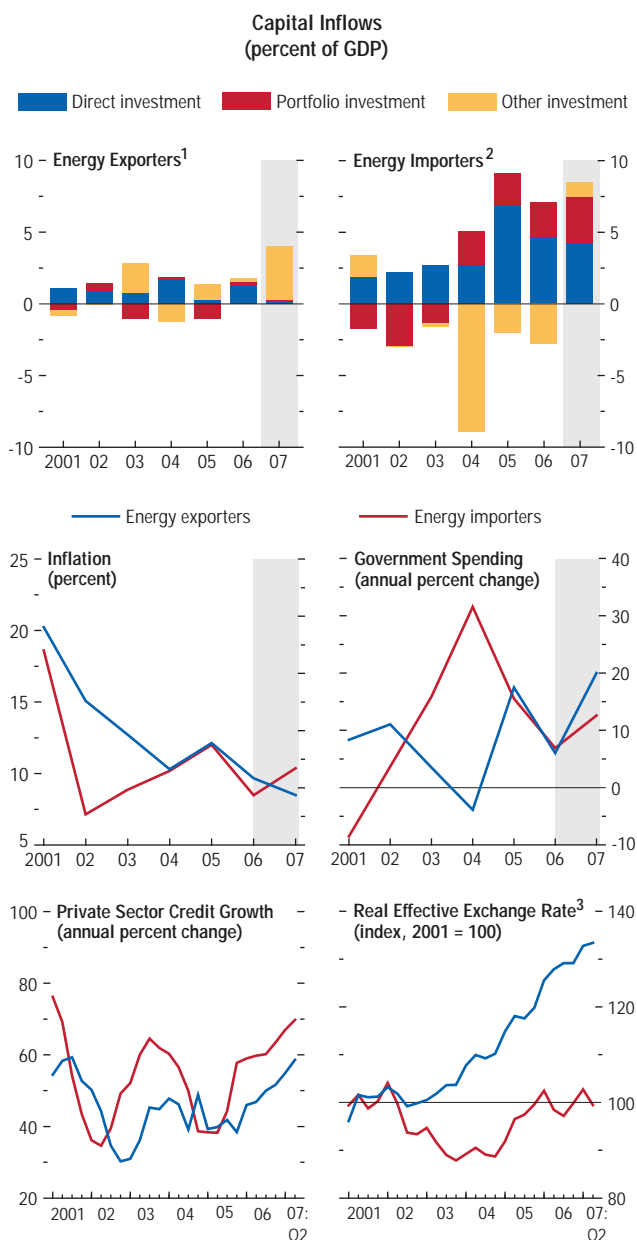 Capital Inflows
(percent of GDP)
Direct investment Portfolio investment Other investment
Energy Exporters1
Energy Importers2
10 10
5 5
0 0
-5 -5
-10 -10
2001 02 03 04 05 06 07 2001 02 03 04 05 06 07
Energy exporters Energy importers
Inflation
(percent)
25
20
15
10
5
2001 02 03 04 05 06 07
Government Spending
(annual percent change)
40
30
20
10
0
-10
2001 02 03 04 05 06 07
Private Sector Credit Growth
(annual percent change)
100
80
60
40
20
2001 02 03 04 05 06 07:
Q2
Real Effective Exchange Rate3
(index, 2001 = 100)
140
120
100
80
2001 02 03 04 05 06 07:
Q2